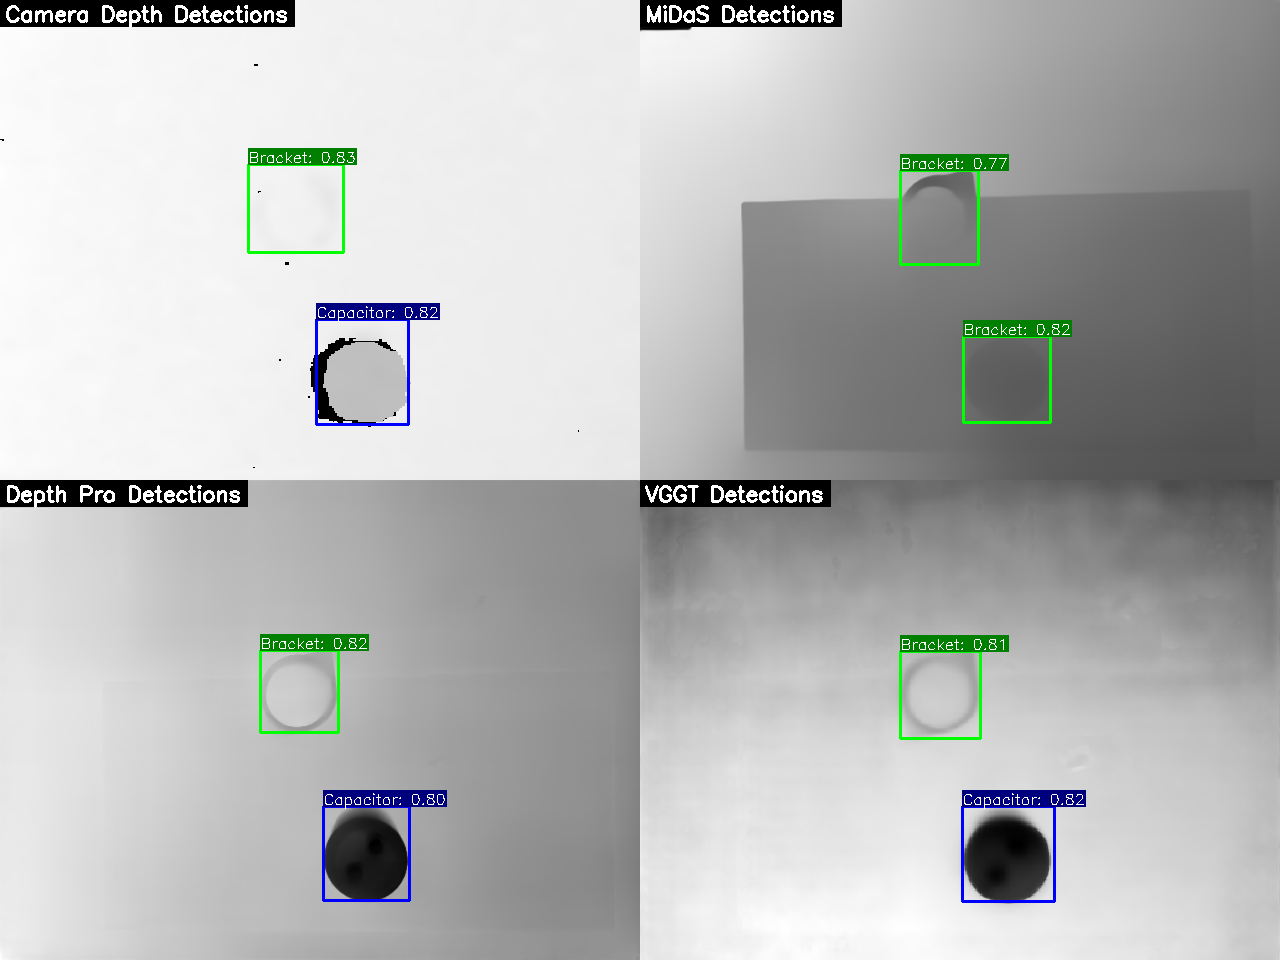 Camera Depth Detections
MiDaS Detections
Bracket: 0.83
Bracket: 0.77
Capacitor: 0.82
Bracket: 0.82
Depth Pro Detections
VGGT Detections
Bracket: 0.82
Bracket: 0.81
Capacitor: 0.80
Capacitor: 0.82